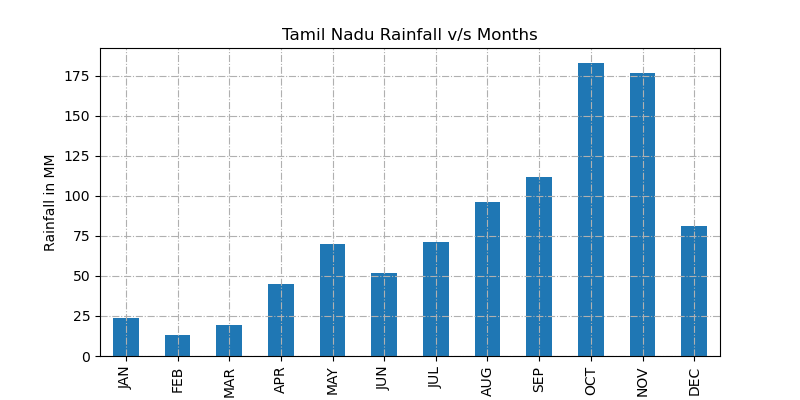 Tamil Nadu Rainfall v/s Months
Rainfall in MM
175
150
125
100
75
50
25
0
JAN FEB MAR APR MAY JUN JUL AUG SEP OCT NOV DEC